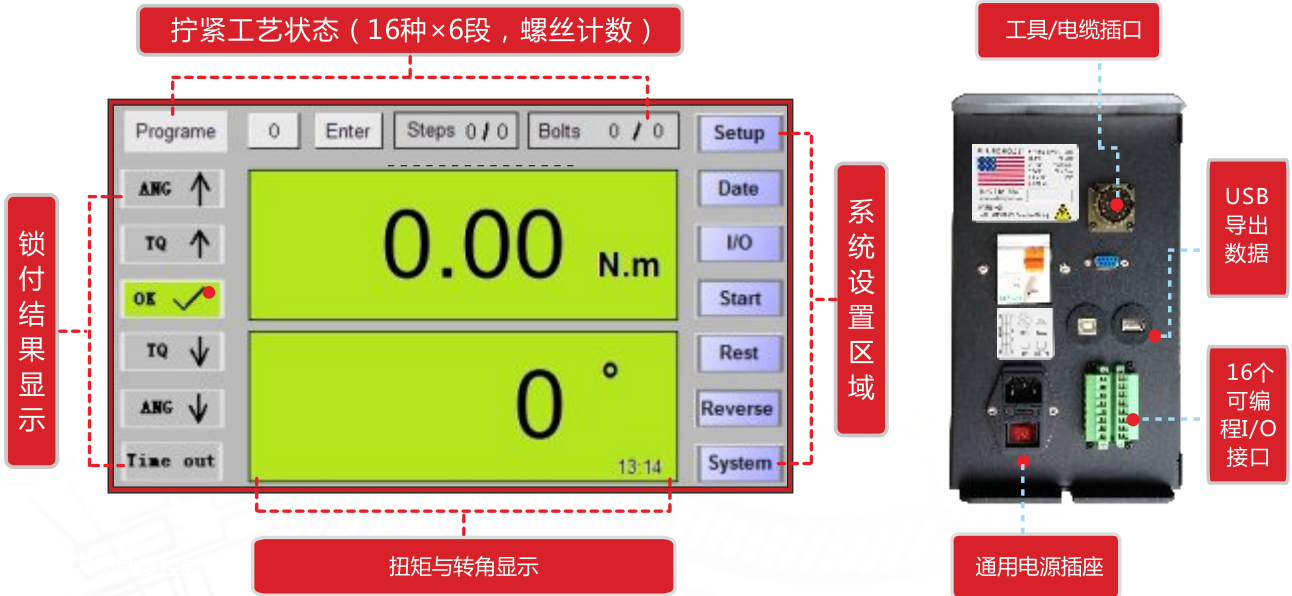 拧紧工艺状态（16种×6段，螺丝计数）
工具/电缆插口
Programe 0 Enter Steps 0 / 0 Bolts 0 / 0 Setup
ANG ↑
TQ ↑
OK ✓
TQ ↓
ANG ↓
Time out
0.00 N.m
0 °
13:14
Date
I/O
Start
Rest
Reverse
System
锁付结果显示
系统设置区域
扭矩与转角显示
USB
导出
数据
16个
可编
程I/O
接口
通用电源插座